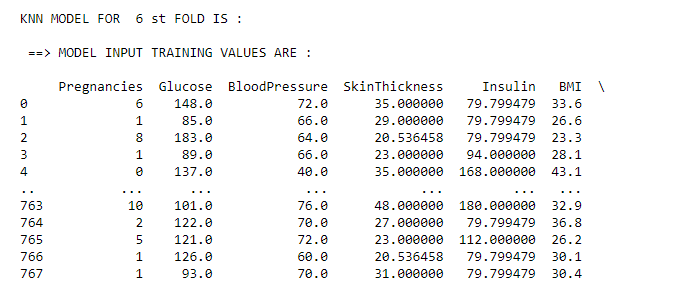 KNN MODEL FOR  6 st FOLD IS :
==> MODEL INPUT TRAINING VALUES ARE :
Pregnancies  Glucose  BloodPressure  SkinThickness     Insulin   BMI  \
0              6    148.0           72.0      35.000000   79.799479  33.6
1              1     85.0           66.0      29.000000   79.799479  26.6
2              8    183.0           64.0      20.536458   79.799479  23.3
3              1     89.0           66.0      23.000000   94.000000  28.1
4              0    137.0           40.0      35.000000  168.000000  43.1
..           ...      ...            ...            ...         ...   ...
763           10    101.0           76.0      48.000000  180.000000  32.9
764            2    122.0           70.0      27.000000   79.799479  36.8
765            5    121.0           72.0      23.000000  112.000000  26.2
766            1    126.0           60.0      20.536458   79.799479  30.1
767            1     93.0           70.0      31.000000   79.799479  30.4